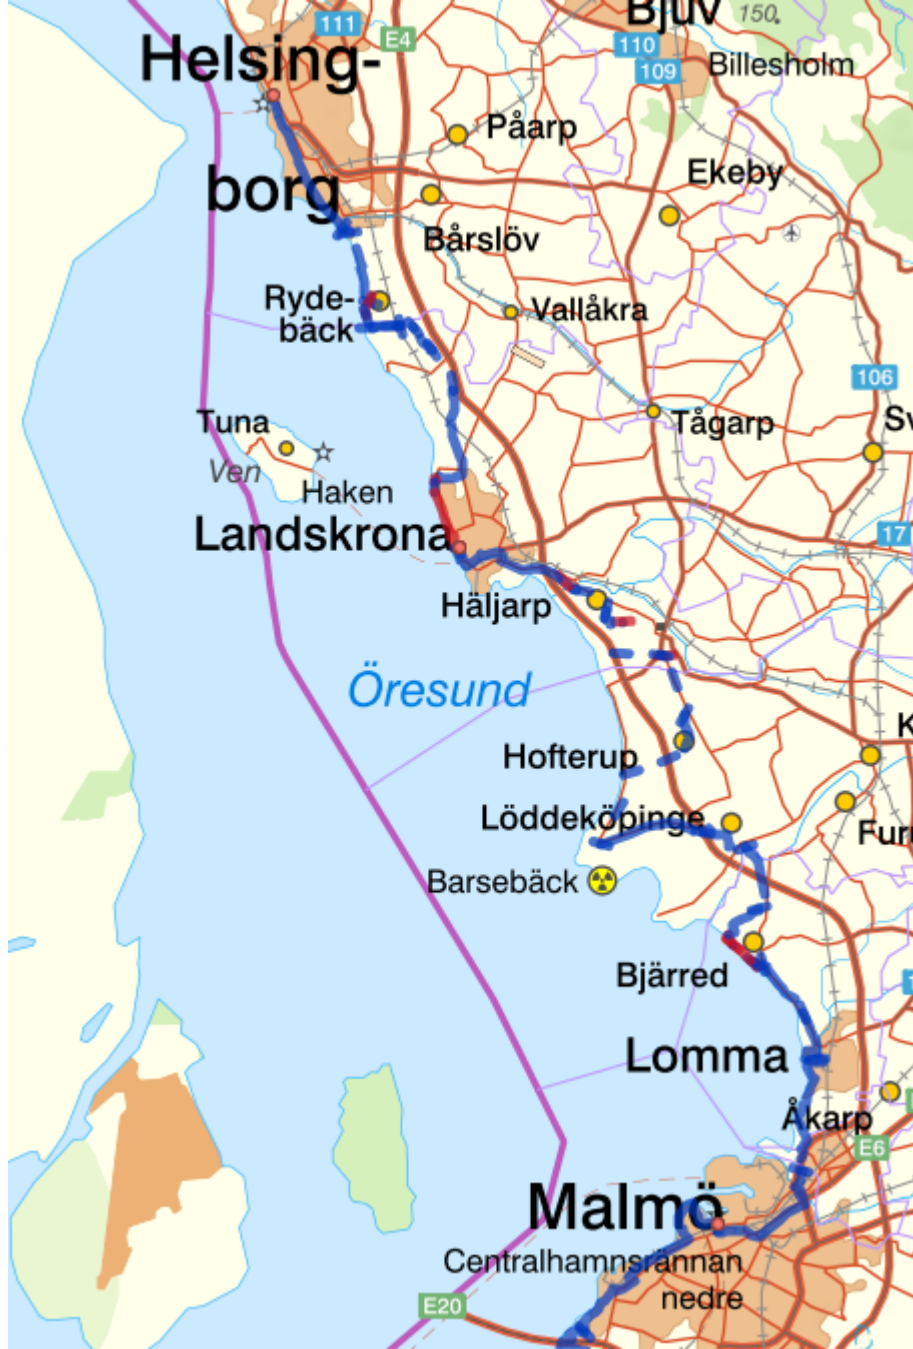 Bjuv
150
111
E4
110
109
Billesholm
Helsing-
borg
Påarp
Ekeby
Bårslöv
Ryde-
bäck
Vallåkra
106
Tuna
Ven
Haken
Tågarp
Landskrona
17
Häljarp
Öresund
Hofterup
Löddeköpinge
Barsebäck
Bjärred
Lomma
Åkarp
E6
Malmö
Centralhamnsrännan
nedre
E20